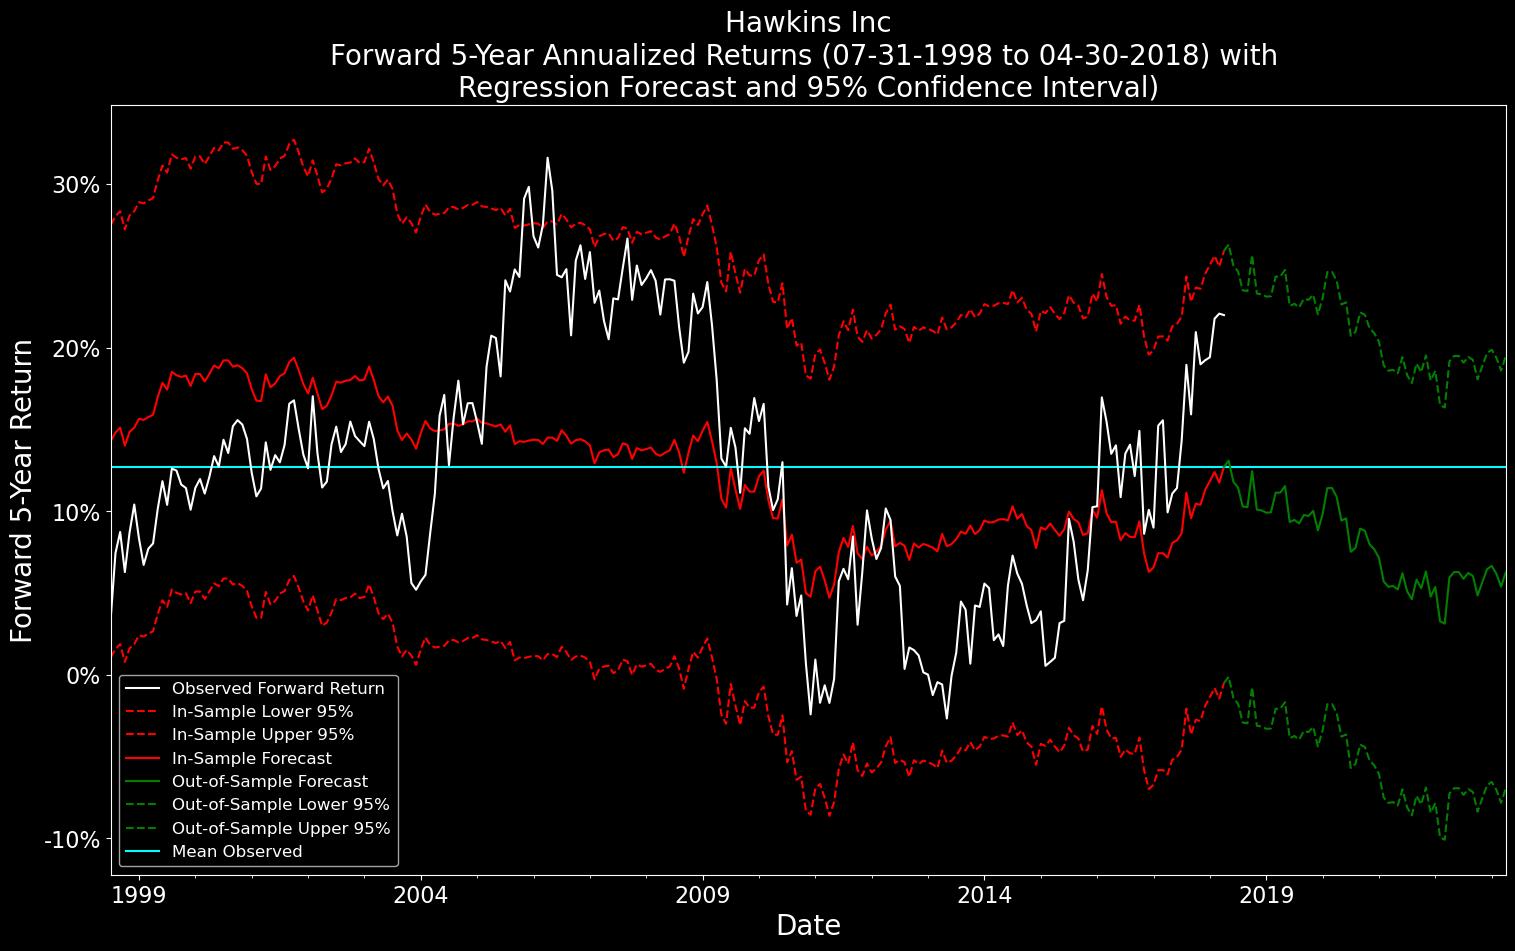 Hawkins Inc
Forward 5-Year Annualized Returns (07-31-1998 to 04-30-2018) with
Regression Forecast and 95% Confidence Interval)
Forward 5-Year Return
30%
20%
10%
0%
-10%
Observed Forward Return
In-Sample Lower 95%
In-Sample Upper 95%
In-Sample Forecast
Out-of-Sample Forecast
Out-of-Sample Lower 95%
Out-of-Sample Upper 95%
Mean Observed
1999 2004 2009 2014 2019
Date